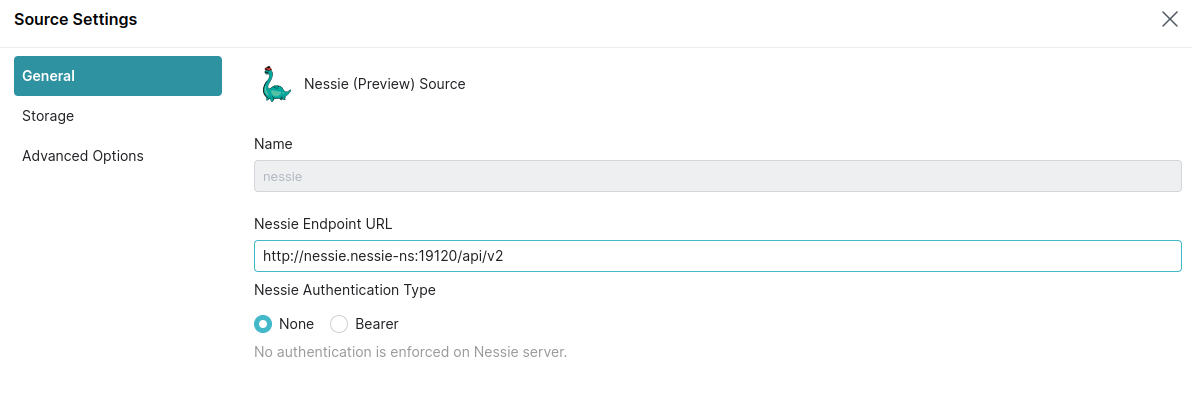 Source Settings
General
Storage
Advanced Options
Nessie (Preview) Source
Name
nessie
Nessie Endpoint URL
http://nessie.nessie-ns:19120/api/v2
Nessie Authentication Type
None Bearer
No authentication is enforced on Nessie server.